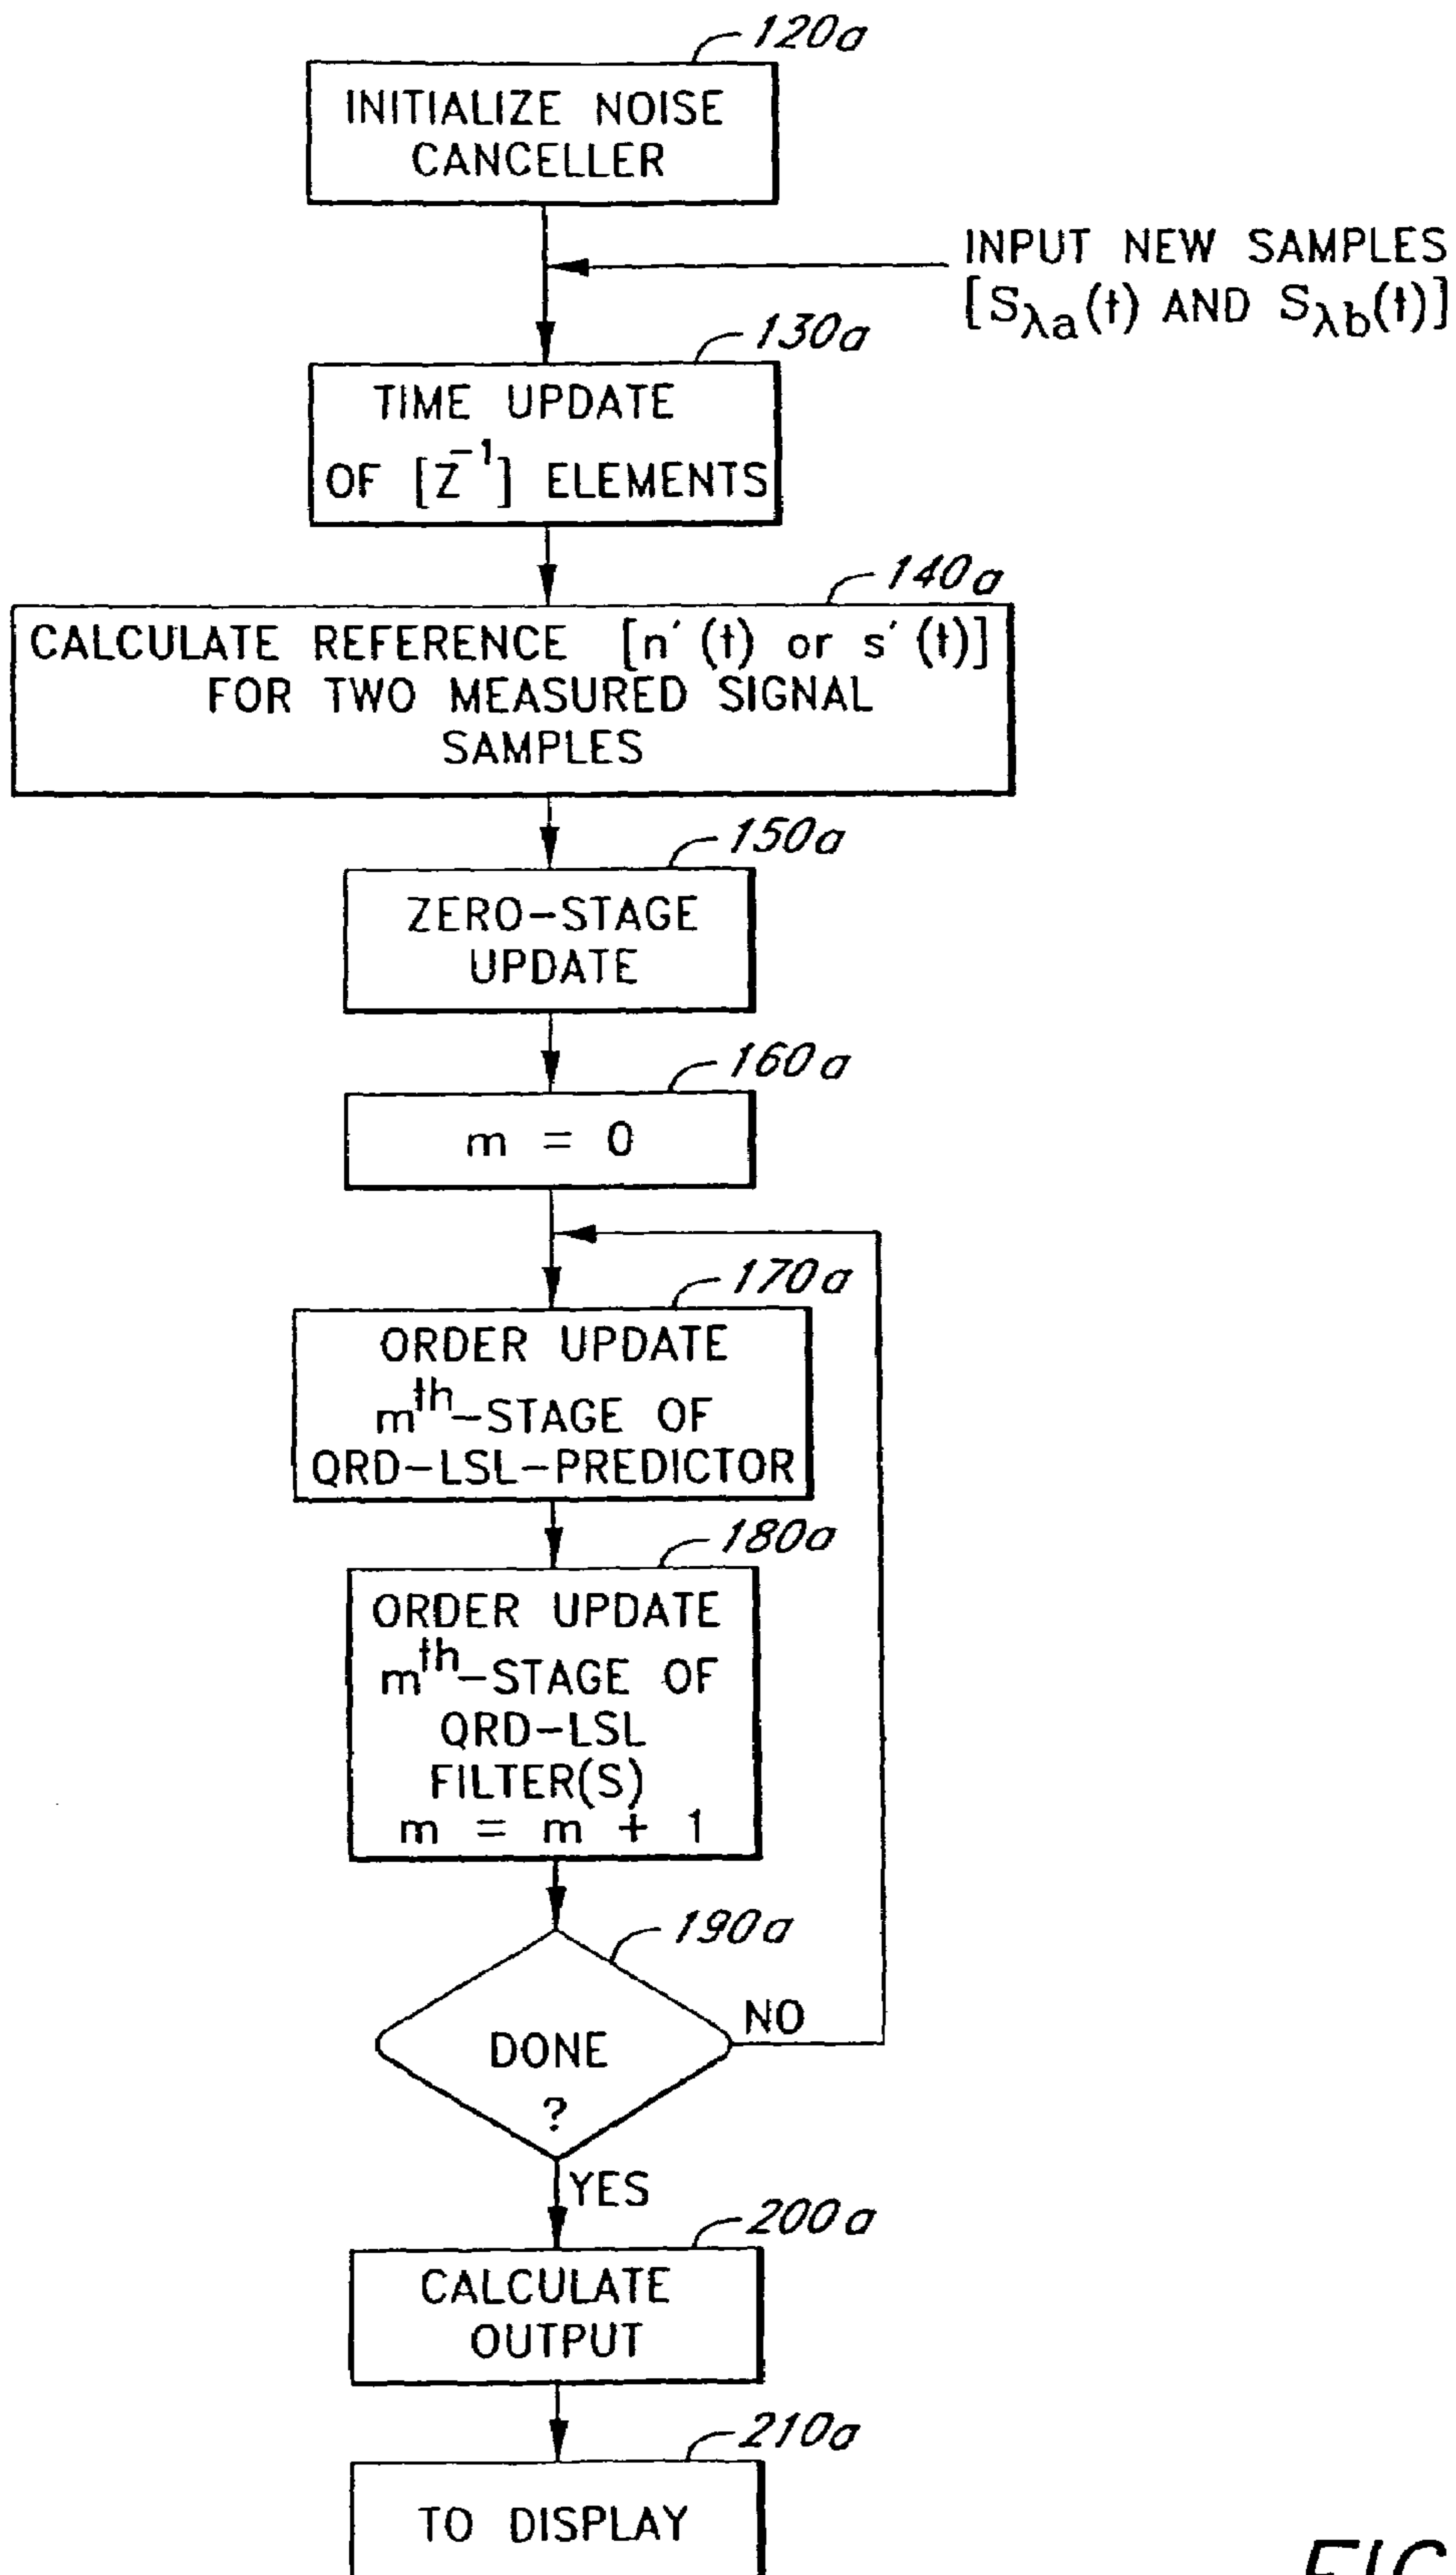 120a
INITIALIZE NOISE
CANCELLER
INPUT NEW SAMPLES
[S_λa(t) AND S_λb(t)]
130a
TIME UPDATE
OF [Z⁻¹] ELEMENTS
140a
CALCULATE REFERENCE [n′(t) or s′(t)]
FOR TWO MEASURED SIGNAL
SAMPLES
150a
ZERO-STAGE
UPDATE
160a
m = 0
170a
ORDER UPDATE
mᵗʰ-STAGE OF
QRD-LSL-PREDICTOR
180a
ORDER UPDATE
mᵗʰ-STAGE OF
QRD-LSL
FILTER(S)
m = m + 1
190a
NO
DONE
?
YES
200a
CALCULATE
OUTPUT
210a
TO DISPLAY